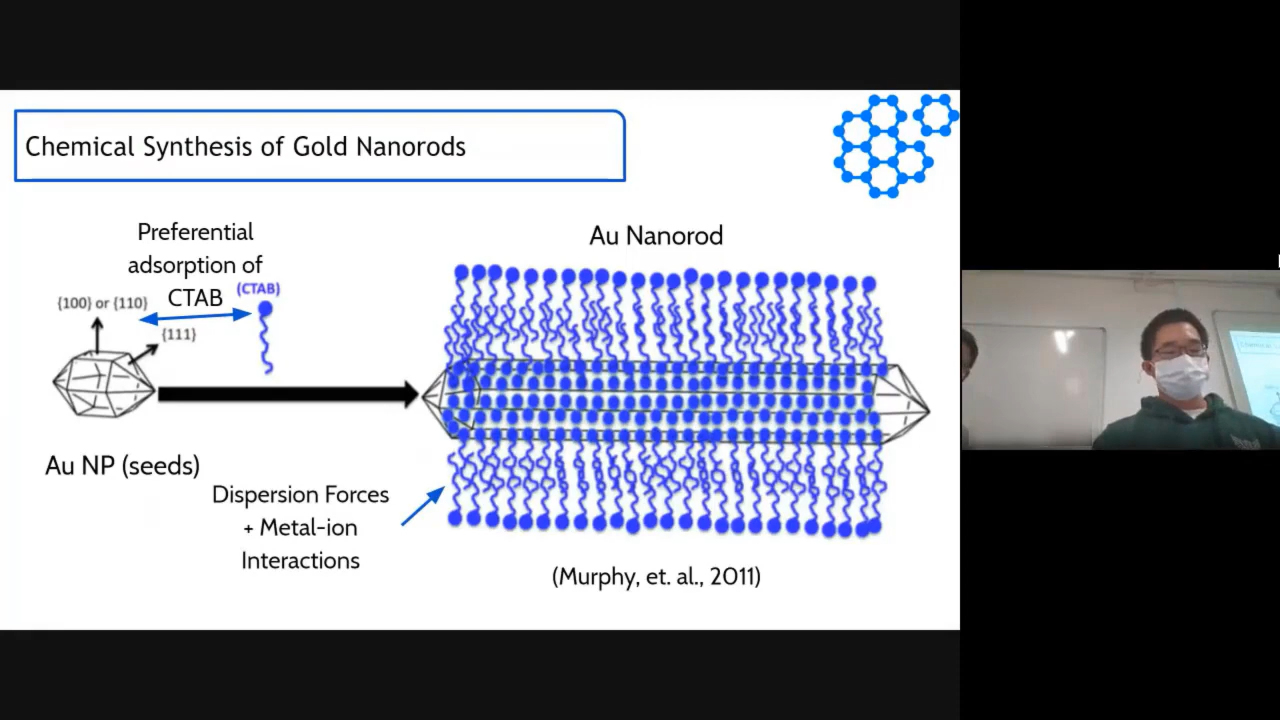 Chemical Synthesis of Gold Nanorods
Preferential
adsorption of
CTAB
(CTAB)
{100} or {110}
{111}
Au NP (seeds)
Dispersion Forces
+ Metal-ion
Interactions
Au Nanorod
(Murphy, et. al., 2011)